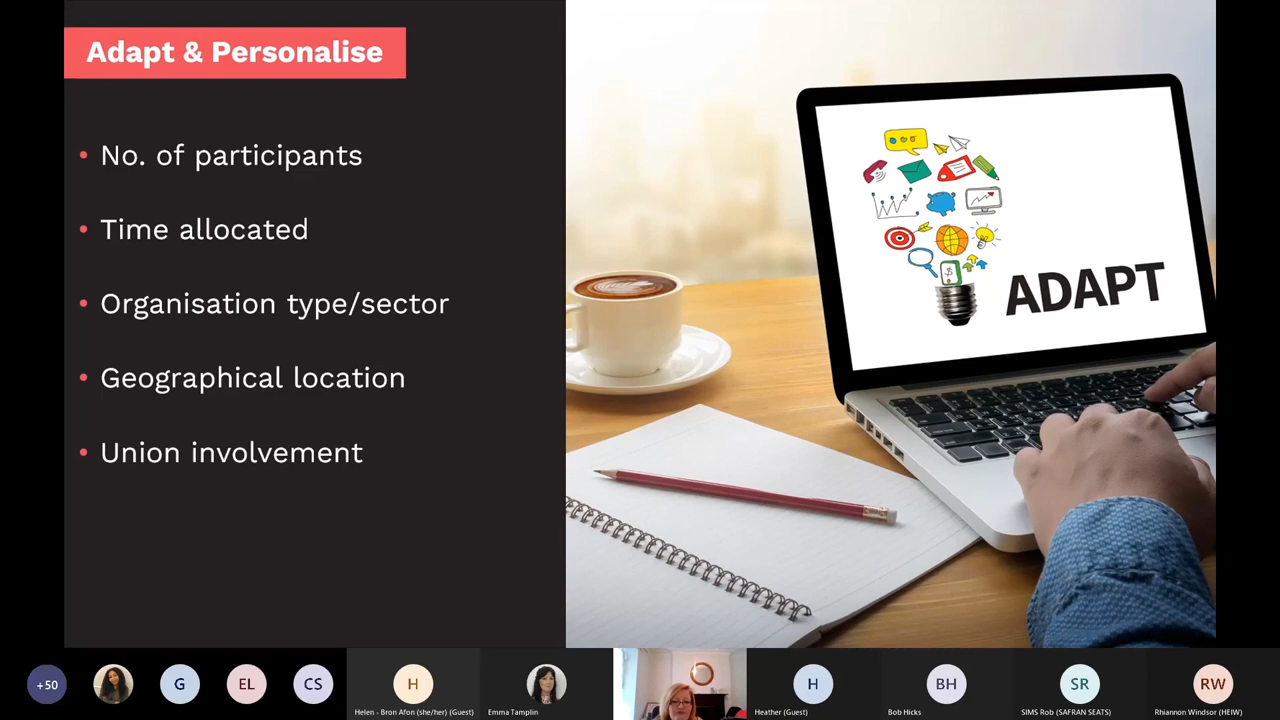 Adapt & Personalise
• No. of participants
• Time allocated
• Organisation type/sector
• Geographical location
• Union involvement
ADAPT
+50
G
EL
CS
H
Helen - Bron Afon (she/her) (Guest)
Emma Tamplin
H
Heather (Guest)
BH
Bob Hicks
SR
SIMS Rob (SAFRAN SEATS)
RW
Rhiannon Windsor (HEIW)